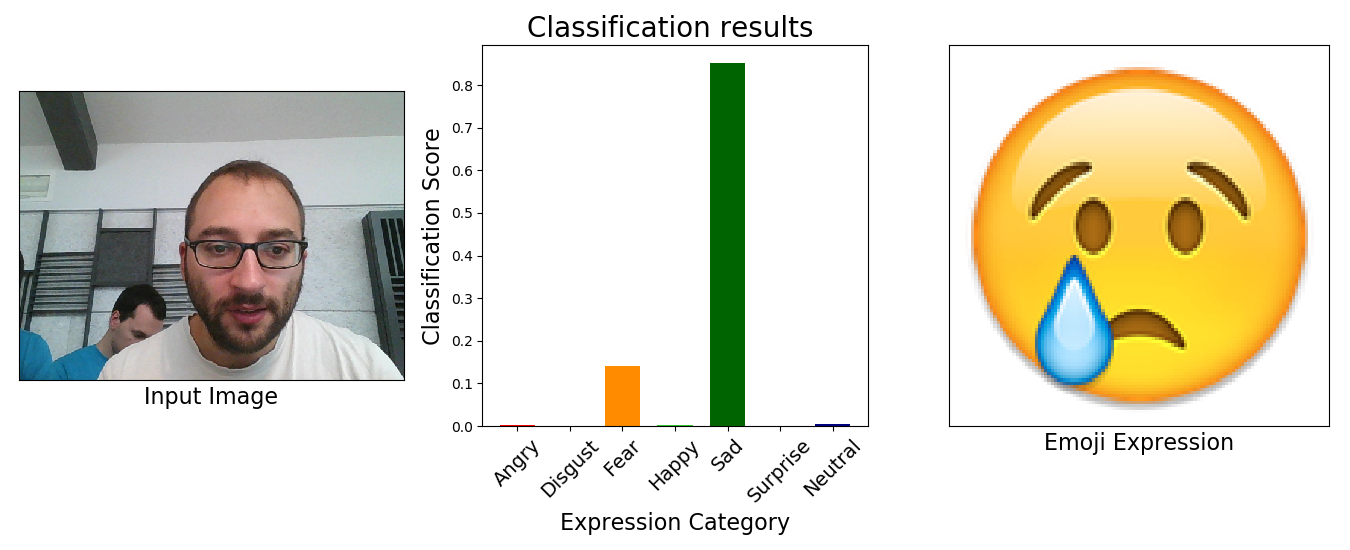 Classification results
Classification Score
0.8
0.7
0.6
0.5
0.4
0.3
0.2
0.1
0.0
Angry
Disgust
Fear
Happy
Sad
Surprise
Neutral
Expression Category
Input Image
Emoji Expression